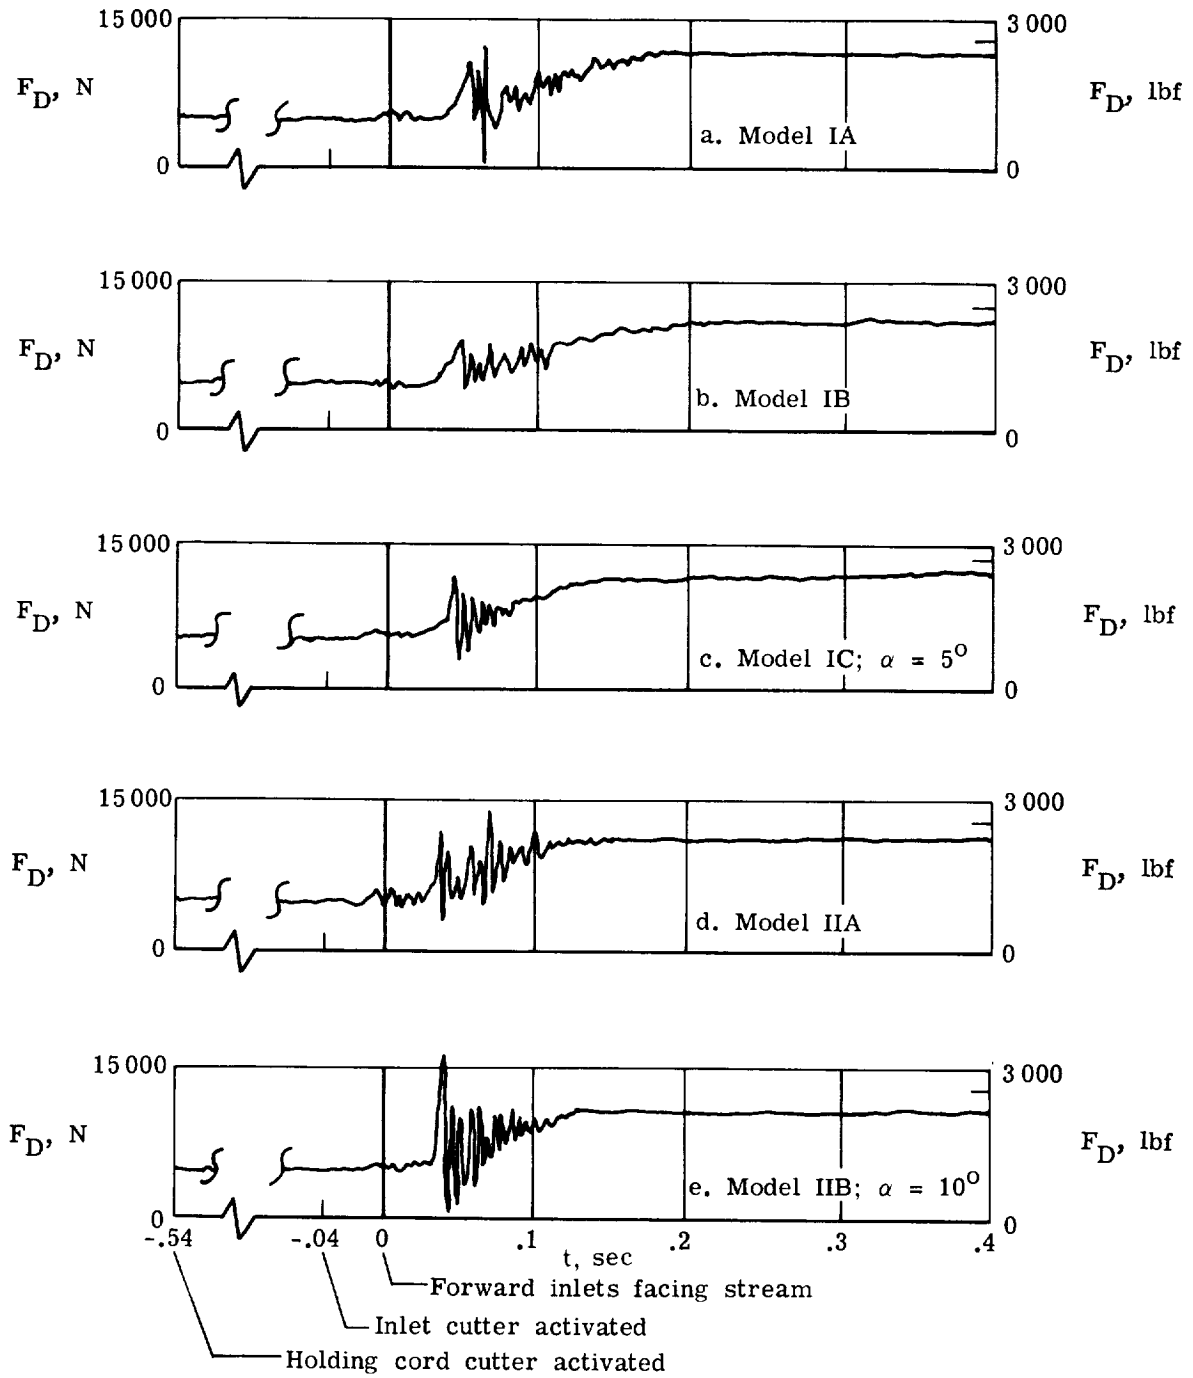 15 000
3 000
F_D, N
F_D, lbf
a. Model IA
0
0
15 000
3 000
F_D, N
F_D, lbf
b. Model IB
0
0
15 000
3 000
F_D, N
F_D, lbf
c. Model IC; α = 5°
0
0
15 000
3 000
F_D, N
F_D, lbf
d. Model IIA
0
0
15 000
3 000
F_D, N
F_D, lbf
e. Model IIB; α = 10°
0
0
-.54 -.04 0 .1 .2 .3 .4
t, sec
Forward inlets facing stream
Inlet cutter activated
Holding cord cutter activated